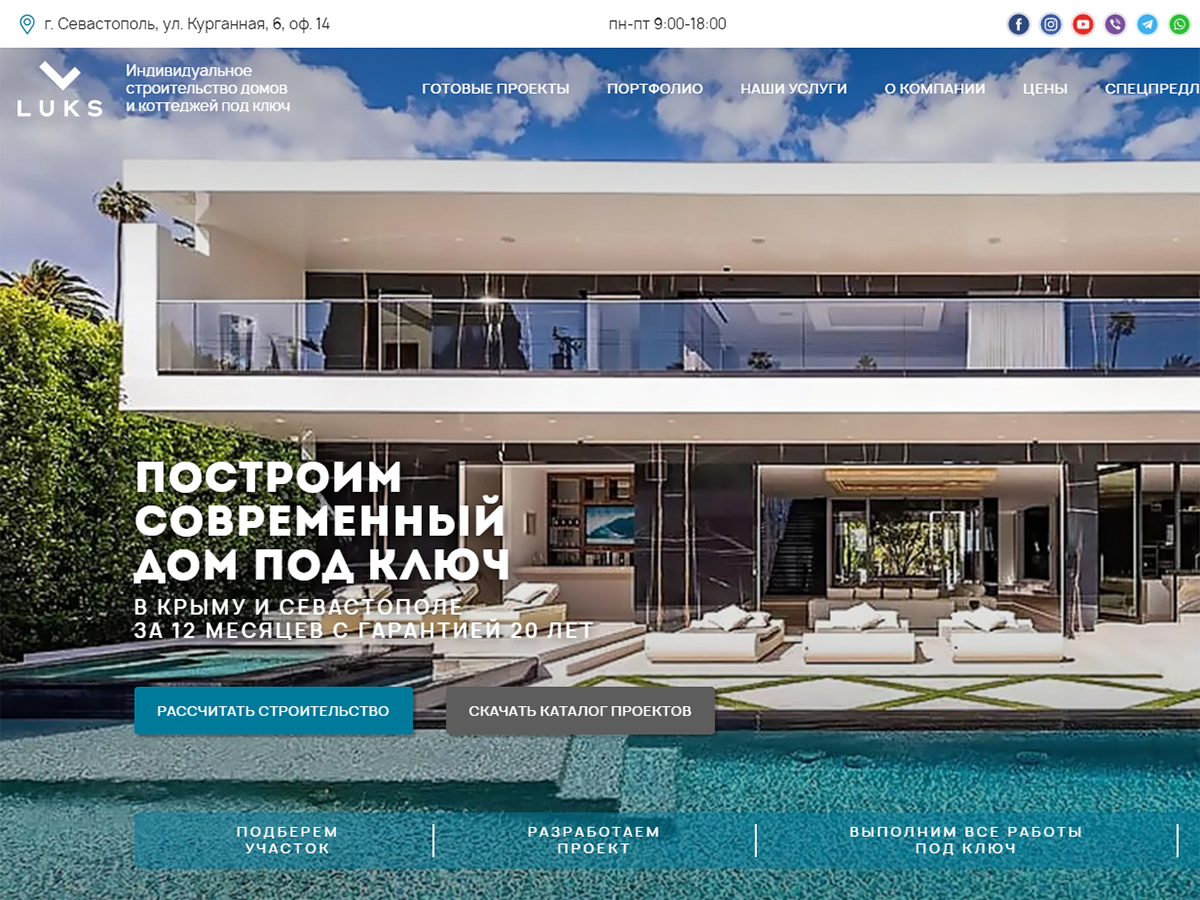 г. Севастополь, ул. Курганная, 6, оф. 14
пн-пт 9:00-18:00
LUKS
Индивидуальное
строительство домов
и коттеджей под ключ
ГОТОВЫЕ ПРОЕКТЫ ПОРТФОЛИО НАШИ УСЛУГИ О КОМПАНИИ ЦЕНЫ СПЕЦПРЕДЛ
ПОСТРОИМ
СОВРЕМЕННЫЙ
ДОМ ПОД КЛЮЧ
В КРЫМУ И СЕВАСТОПОЛЕ
ЗА 12 МЕСЯЦЕВ С ГАРАНТИЕЙ 20 ЛЕТ
РАССЧИТАТЬ СТРОИТЕЛЬСТВО
СКАЧАТЬ КАТАЛОГ ПРОЕКТОВ
ПОДБЕРЕМ
УЧАСТОК
РАЗРАБОТАЕМ
ПРОЕКТ
ВЫПОЛНИМ ВСЕ РАБОТЫ
ПОД КЛЮЧ